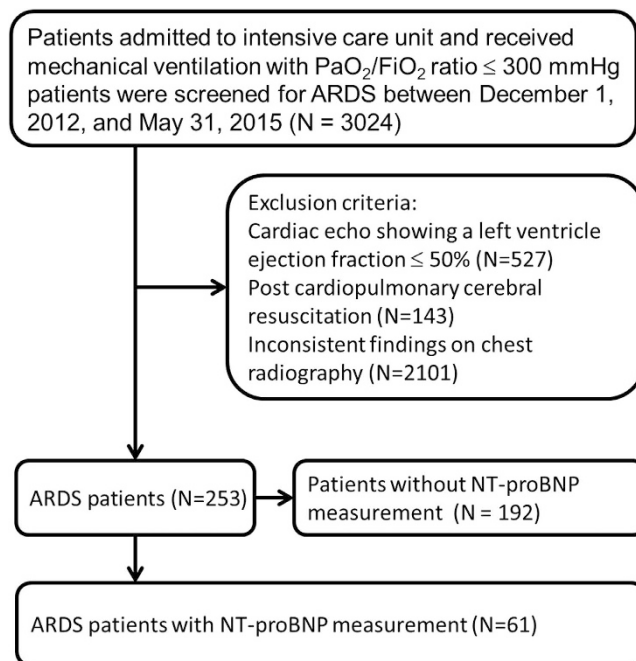 Patients admitted to intensive care unit and received
mechanical ventilation with PaO₂/FiO₂ ratio ≤ 300 mmHg
patients were screened for ARDS between December 1,
2012, and May 31, 2015 (N = 3024)
Exclusion criteria:
Cardiac echo showing a left ventricle
ejection fraction ≤ 50% (N=527)
Post cardiopulmonary cerebral
resuscitation (N=143)
Inconsistent findings on chest
radiography (N=2101)
ARDS patients (N=253)
Patients without NT-proBNP
measurement (N = 192)
ARDS patients with NT-proBNP measurement (N=61)